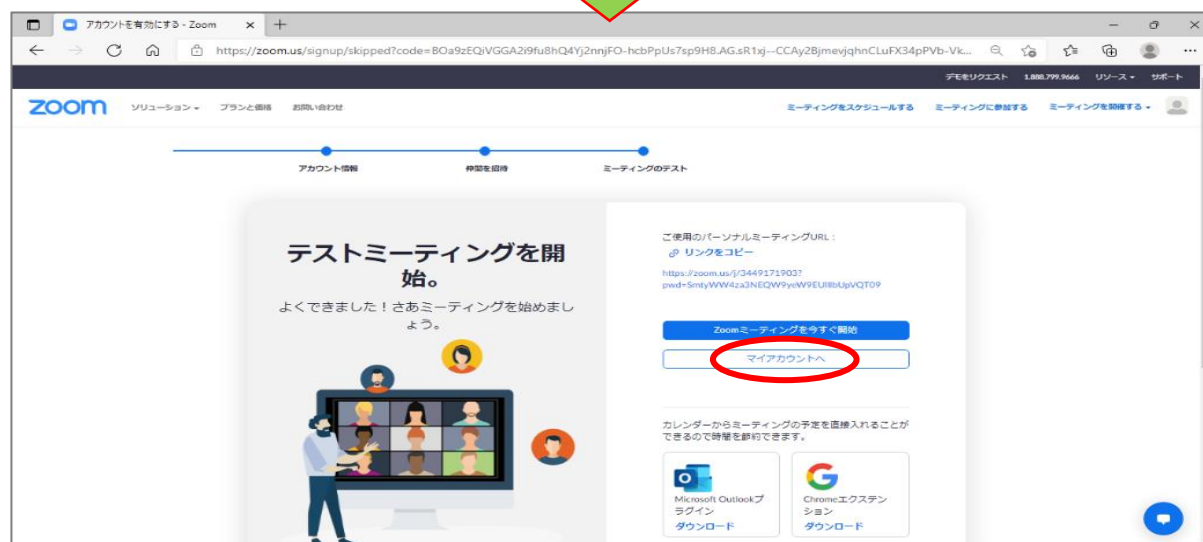 アカウントを有効にする - Zoom
https://zoom.us/signup/skipped?code=BOa9zEQiVGGA2i9fu8hQ4Yj2nnjFO-hcbPpUs7sp9H8.AG.sR1xj--CCAy2BjmevjqhnCLuFX34pPVb-Vk...
デモをリクエスト 1.888.799.9666 リソース サポート
zoom ソリューション プランと価格 お問い合わせ ミーティングをスケジュールする ミーティングに参加する ミーティングを開催する
アカウント情報 仲間を招待 ミーティングのテスト
テストミーティングを開
始。
よくできました!さあミーティングを始めまし
ょう。
ご使用のパーソナルミーティングURL:
リンクをコピー
https://zoom.us/j/3449171903?
Zoomミーティングを今すぐ開始
マイアカウントへ
カレンダーからミーティングの予定を直接入れることが
できるので時間を節約できます。
Microsoft Outlookプ
ラグイン
ダウンロード
Chromeエクステン
ション
ダウンロード